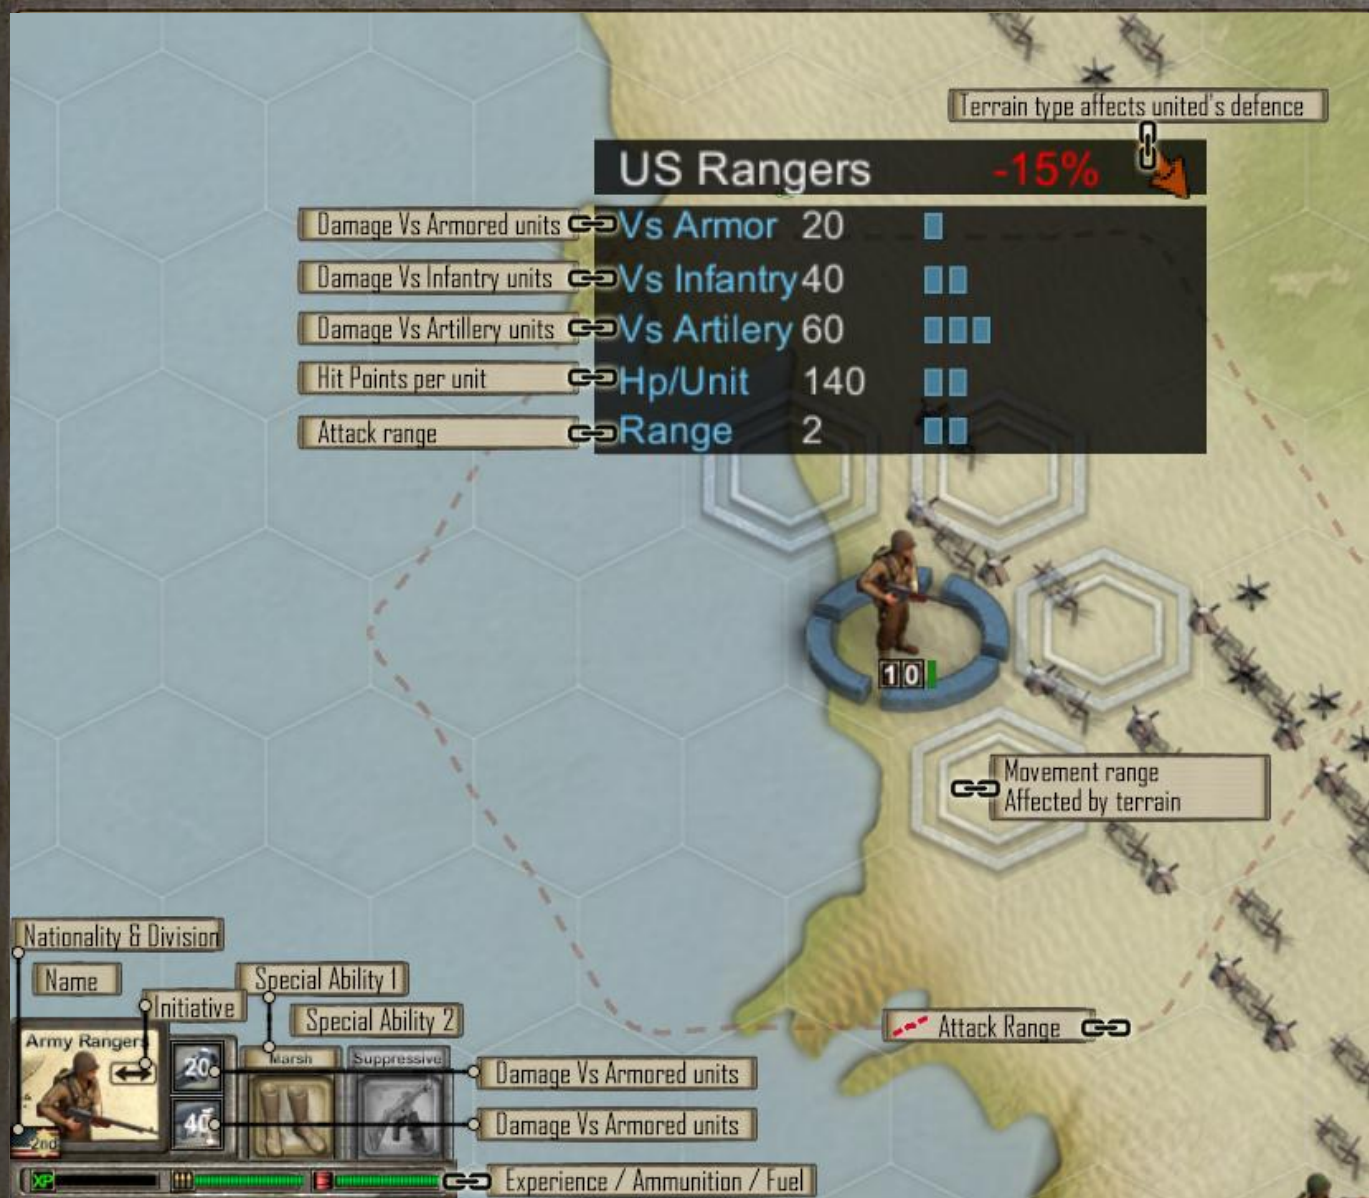 Terrain type affects united's defence
US Rangers -15%
Damage Vs Armored units Vs Armor 20
Damage Vs Infantry units Vs Infantry 40
Damage Vs Artillery units Vs Artilery 60
Hit Points per unit Hp/Unit 140
Attack range Range 2
10
Movement range
Affected by terrain
Nationality & Division
Name
Special Ability 1
Initiative
Special Ability 2
Attack Range
Army Rangers
20
Marsh
Suppressive
Damage Vs Armored units
40
Damage Vs Armored units
2nd
XP
Experience / Ammunition / Fuel